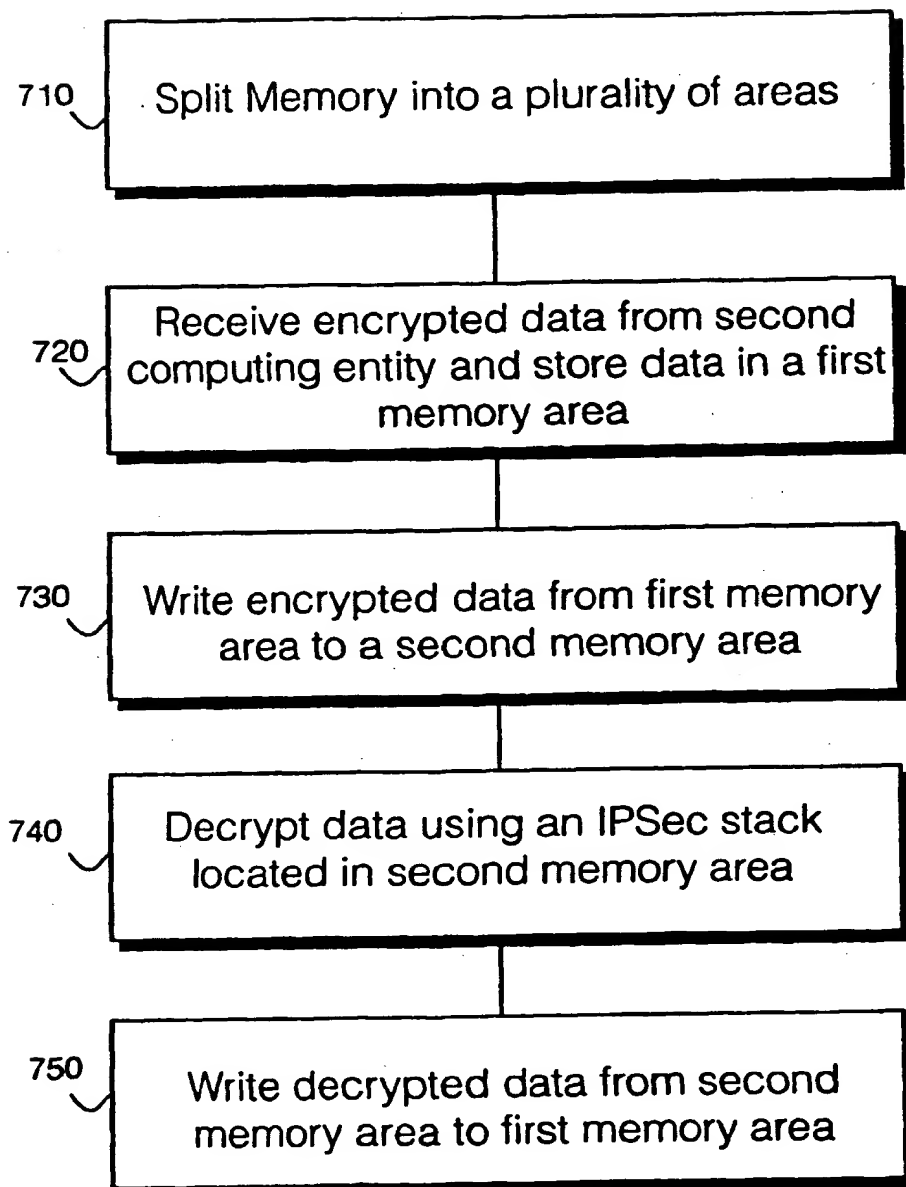 710
Split Memory into a plurality of areas
720
Receive encrypted data from second
computing entity and store data in a first
memory area
730
Write encrypted data from first memory
area to a second memory area
740
Decrypt data using an IPSec stack
located in second memory area
750
Write decrypted data from second
memory area to first memory area